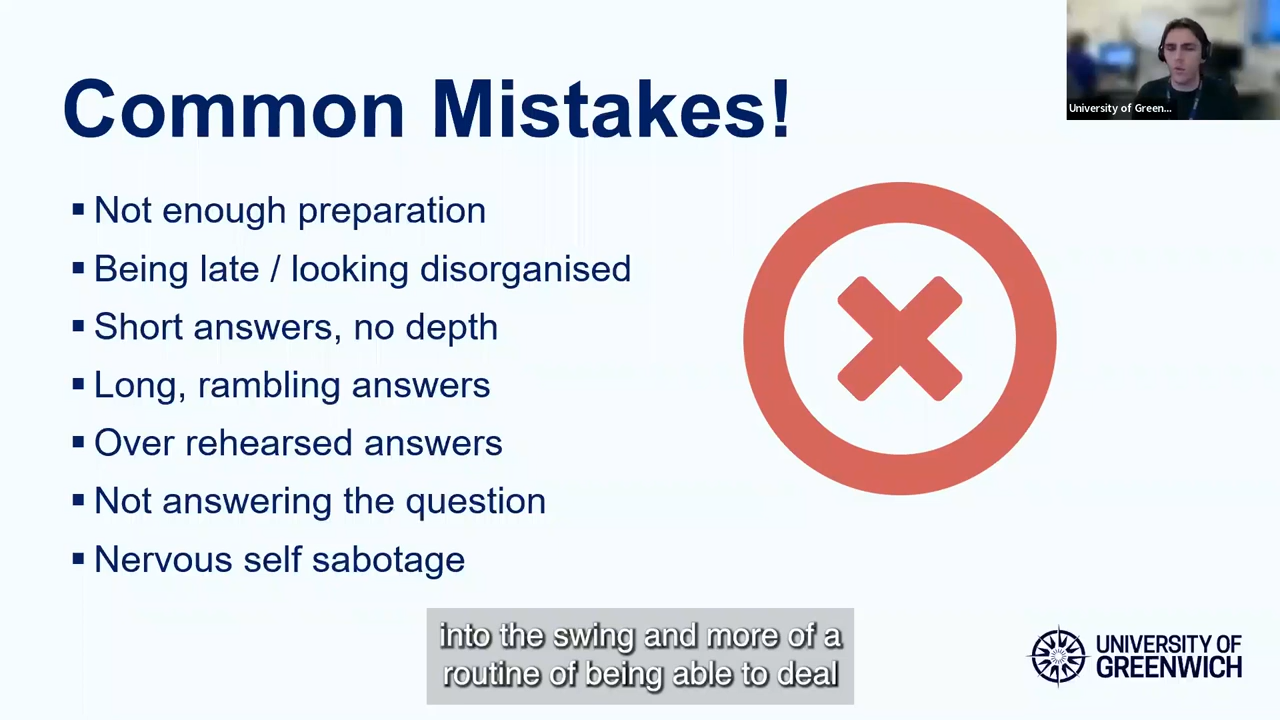 Common Mistakes!
University of Green...
▪ Not enough preparation
▪ Being late / looking disorganised
▪ Short answers, no depth
▪ Long, rambling answers
▪ Over rehearsed answers
▪ Not answering the question
▪ Nervous self sabotage
into the swing and more of a
routine of being able to deal
UNIVERSITY OF
GREENWICH